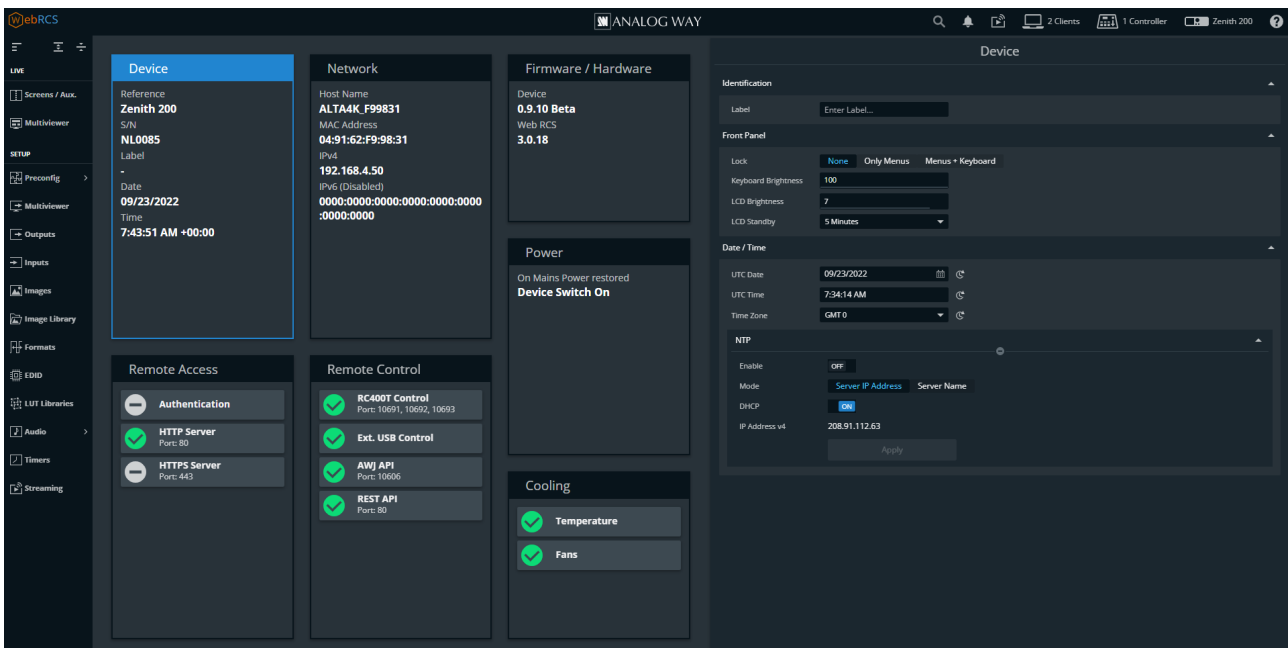 WebRCS
ANALOG WAY
2 Clients
1 Controller
Zenith 200
LIVE
Screens / Aux.
Multiviewer
SETUP
Preconfig
Multiviewer
Outputs
Inputs
Images
Image Library
Formats
EDID
LUT Libraries
Audio
Timers
Streaming
Device
Reference
Zenith 200
S/N
NL0085
Label
-
Date
09/23/2022
Time
7:43:51 AM +00:00
Network
Host Name
ALTA4K_F99831
MAC Address
04:91:62:F9:98:31
IPv4
192.168.4.50
IPv6 (Disabled)
0000:0000:0000:0000:0000:0000
:0000:0000
Firmware / Hardware
Device
0.9.10 Beta
Web RCS
3.0.18
Power
On Mains Power restored
Device Switch On
Remote Access
Authentication
HTTP Server
Port: 80
HTTPS Server
Port: 443
Remote Control
RC400T Control
Port: 10691, 10692, 10693
Ext. USB Control
AWJ API
Port: 10606
REST API
Port: 80
Cooling
Temperature
Fans
Device
Identification
Label Enter Label...
Front Panel
Lock None Only Menus Menus + Keyboard
Keyboard Brightness 100
LCD Brightness 7
LCD Standby 5 Minutes
Date / Time
UTC Date 09/23/2022
UTC Time 7:34:14 AM
Time Zone GMT 0
NTP
Enable OFF
Mode Server IP Address Server Name
DHCP ON
IP Address v4 208.91.112.63
Apply